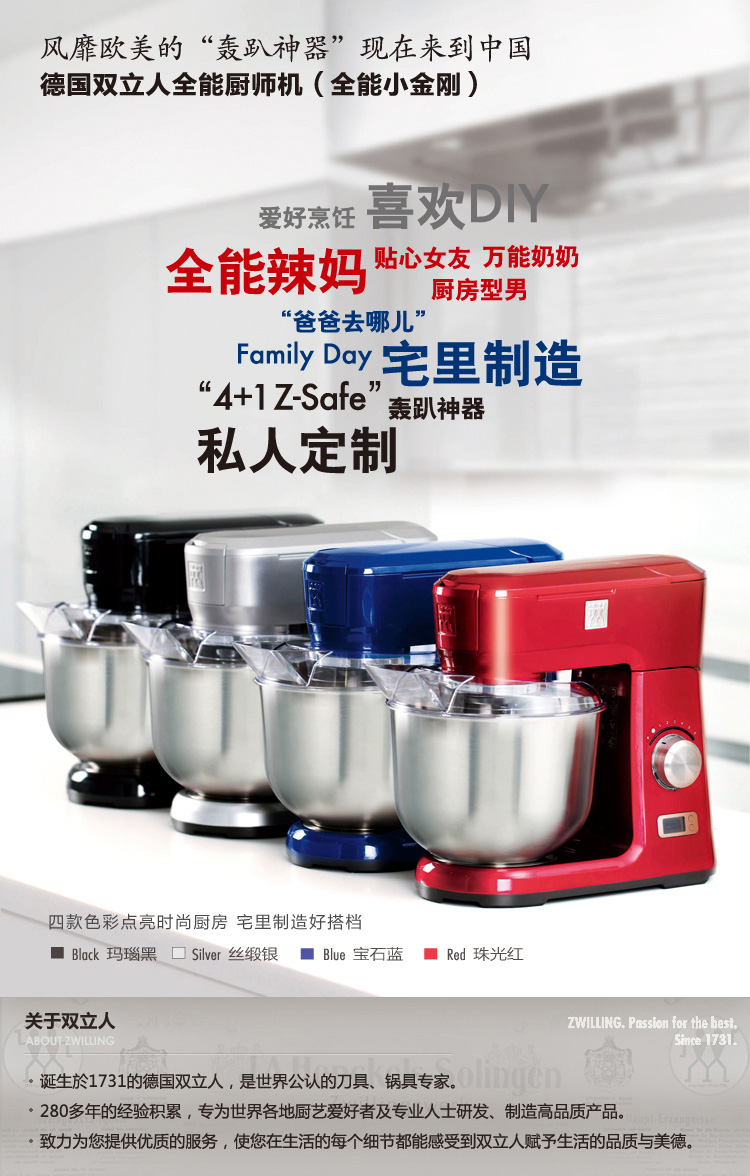 风靡欧美的“轰趴神器”现在来到中国
德国双立人全能厨师机（全能小金刚）
爱好烹饪 喜欢DIY
全能辣妈 贴心女友 万能奶奶
厨房型男
“爸爸去哪儿”
Family Day 宅里制造
“4+1 Z-Safe” 轰趴神器
私人定制
四款色彩点亮时尚厨房 宅里制造好搭档
Black 玛瑙黑 Silver 丝缎银 Blue 宝石蓝 Red 珠光红
关于双立人
ABOUT ZWILLING
ZWILLING. Passion for the best.
Since 1731.
J.A. Henckels Solingen
• 诞生於1731的德国双立人，是世界公认的刀具、锅具专家。
• 280多年的经验积累，专为世界各地厨艺爱好者及专业人士研发、制造高品质产品。
• 致力为您提供优质的服务，使您在生活的每个细节都能感受到双立人赋予生活的品质与美德。